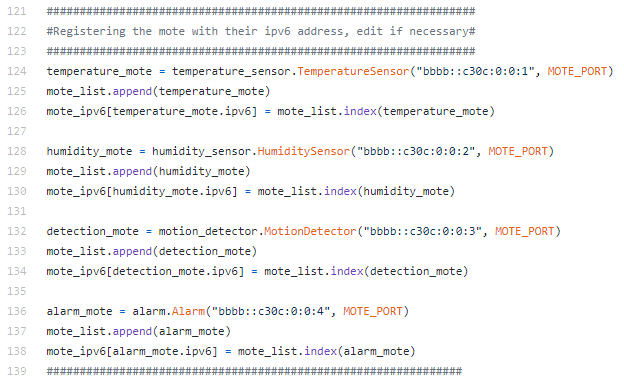 121 #################################################################
122 #Registering the mote with their ipv6 address, edit if necessary#
123 #################################################################
124 temperature_mote = temperature_sensor.TemperatureSensor("bbbb::c30c:0:0:1", MOTE_PORT)
125 mote_list.append(temperature_mote)
126 mote_ipv6[temperature_mote.ipv6] = mote_list.index(temperature_mote)
127
128 humidity_mote = humidity_sensor.HumiditySensor("bbbb::c30c:0:0:2", MOTE_PORT)
129 mote_list.append(humidity_mote)
130 mote_ipv6[humidity_mote.ipv6] = mote_list.index(humidity_mote)
131
132 detection_mote = motion_detector.MotionDetector("bbbb::c30c:0:0:3", MOTE_PORT)
133 mote_list.append(detection_mote)
134 mote_ipv6[detection_mote.ipv6] = mote_list.index(detection_mote)
135
136 alarm_mote = alarm.Alarm("bbbb::c30c:0:0:4", MOTE_PORT)
137 mote_list.append(alarm_mote)
138 mote_ipv6[alarm_mote.ipv6] = mote_list.index(alarm_mote)
139 ###############################################################